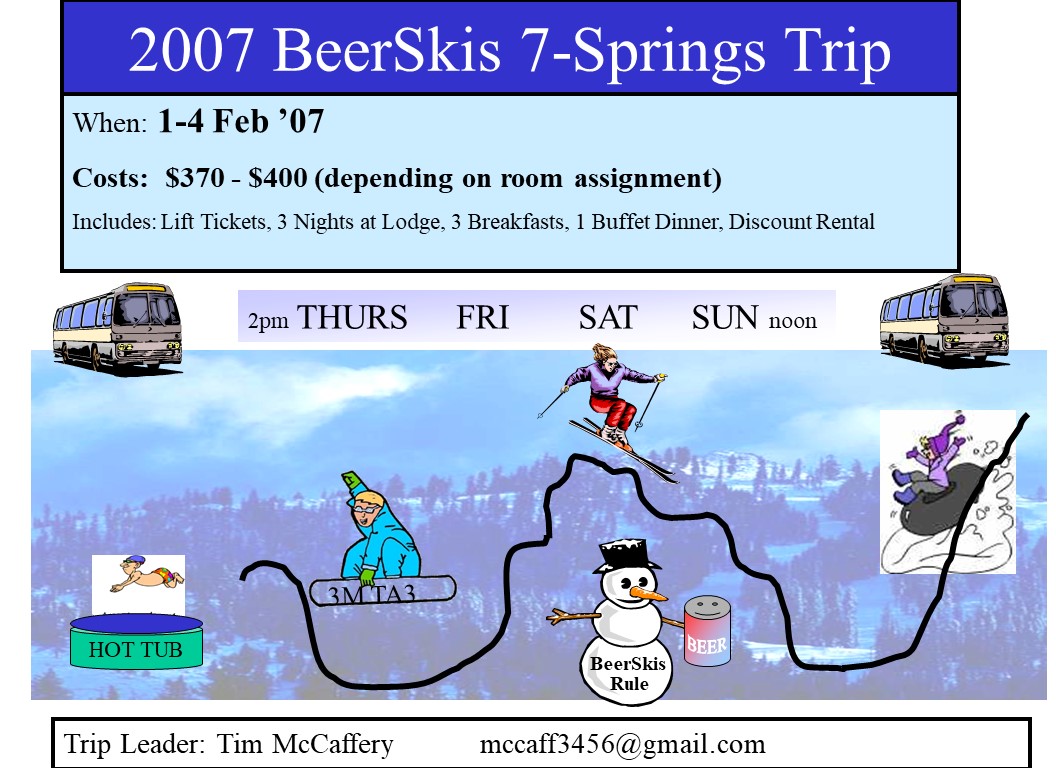 2007 BeerSkis 7-Springs Trip
When: 1-4 Feb ’07
Costs: $370 - $400 (depending on room assignment)
Includes: Lift Tickets, 3 Nights at Lodge, 3 Breakfasts, 1 Buffet Dinner, Discount Rental
2pm THURS FRI SAT SUN noon
3M TA3
HOT TUB
BEER
BeerSkis
Rule
Trip Leader: Tim McCaffery mccaff3456@gmail.com